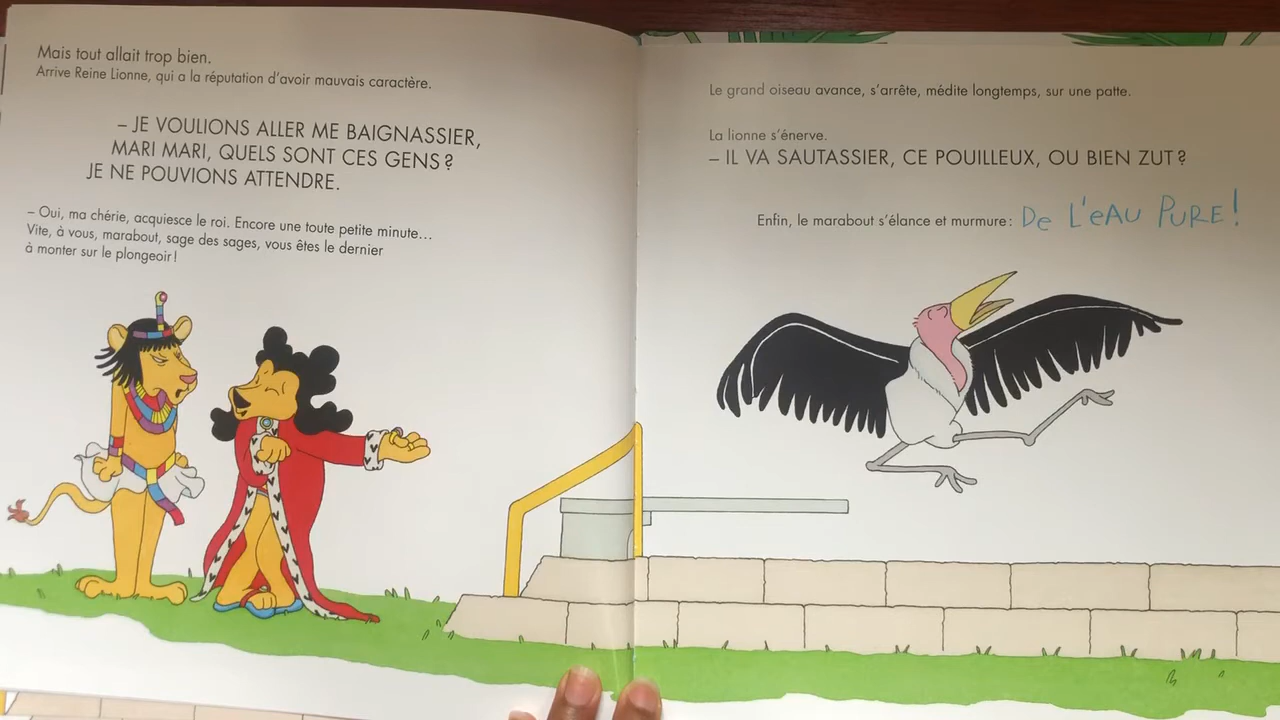 Mais tout allait trop bien.
Arrive Reine Lionne, qui a la réputation d'avoir mauvais caractère.
– JE VOULIONS ALLER ME BAIGNASSIER,
MARI MARI, QUELS SONT CES GENS ?
JE NE POUVIONS ATTENDRE.
– Oui, ma chérie, acquiesce le roi. Encore une toute petite minute…
Vite, à vous, marabout, sage des sages, vous êtes le dernier
à monter sur le plongeoir !
Le grand oiseau avance, s'arrête, médite longtemps, sur une patte.
La lionne s'énerve.
– IL VA SAUTASSIER, CE POUILLEUX, OU BIEN ZUT ?
Enfin, le marabout s'élance et murmure : De L'eAU PURE !